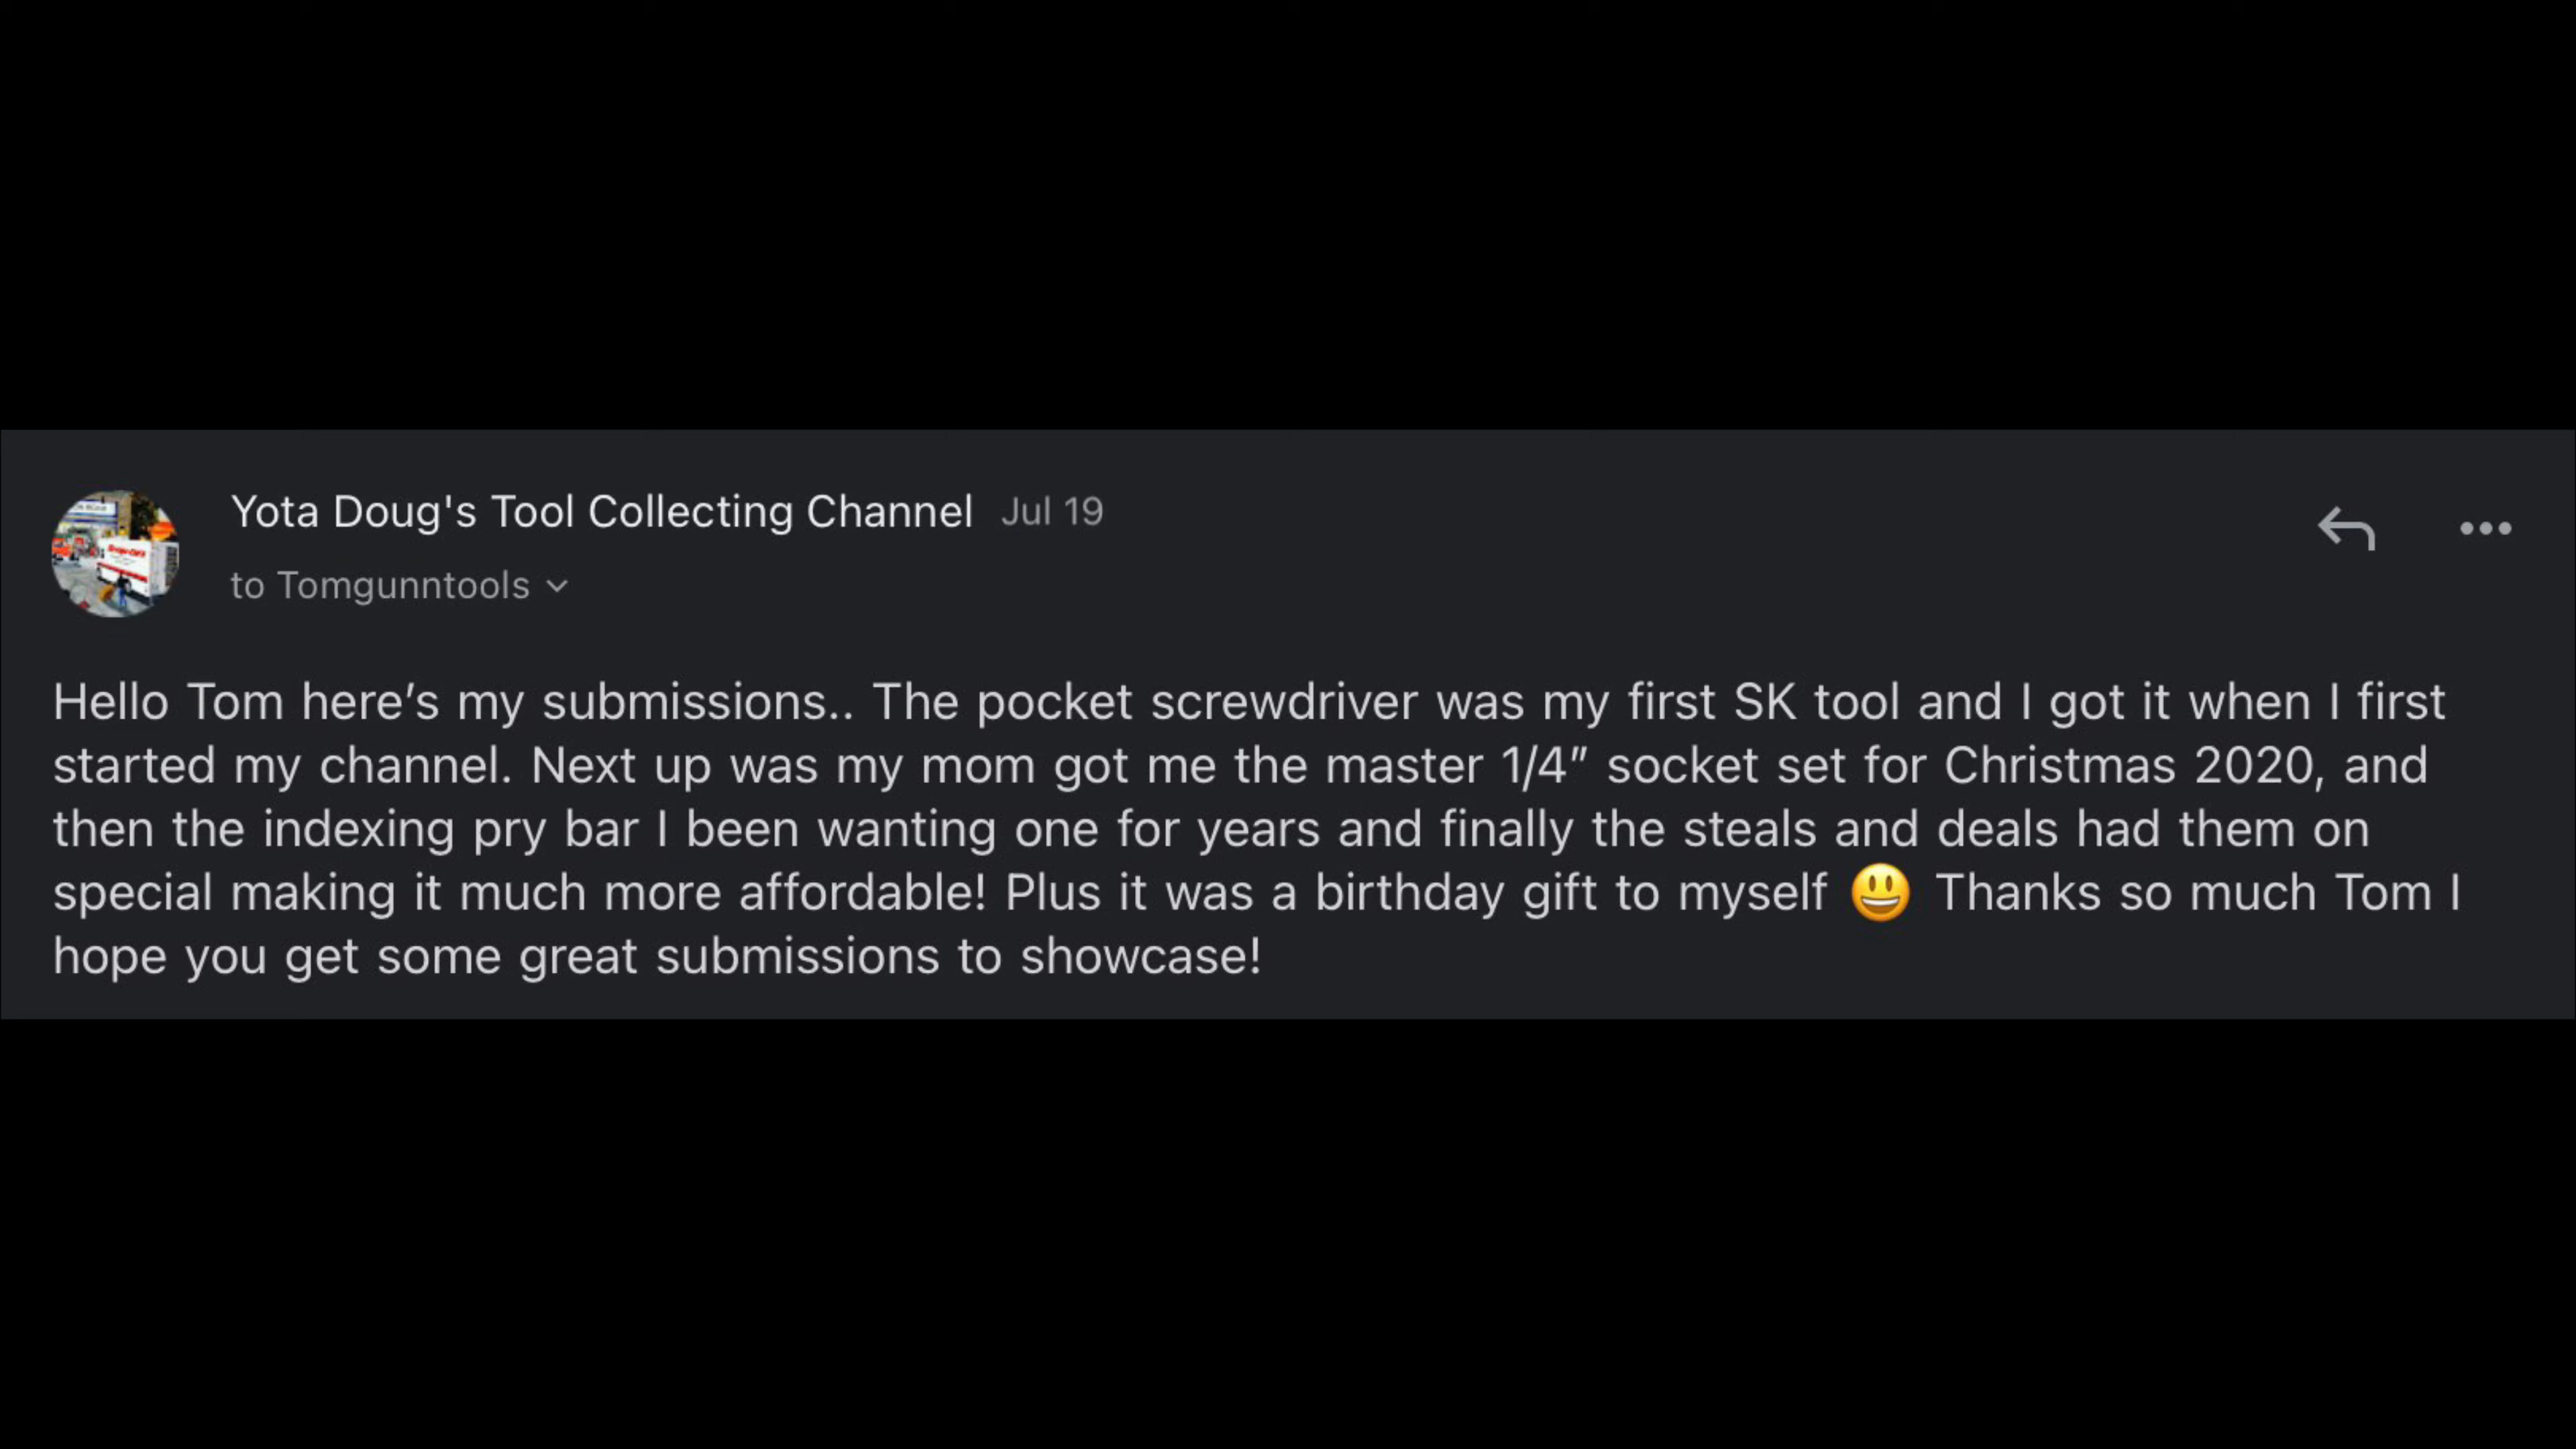 Yota Doug's Tool Collecting Channel Jul 19
to Tomgunntools
Hello Tom here’s my submissions.. The pocket screwdriver was my first SK tool and I got it when I first
started my channel. Next up was my mom got me the master 1/4” socket set for Christmas 2020, and
then the indexing pry bar I been wanting one for years and finally the steals and deals had them on
special making it much more affordable! Plus it was a birthday gift to myself 😃 Thanks so much Tom I
hope you get some great submissions to showcase!